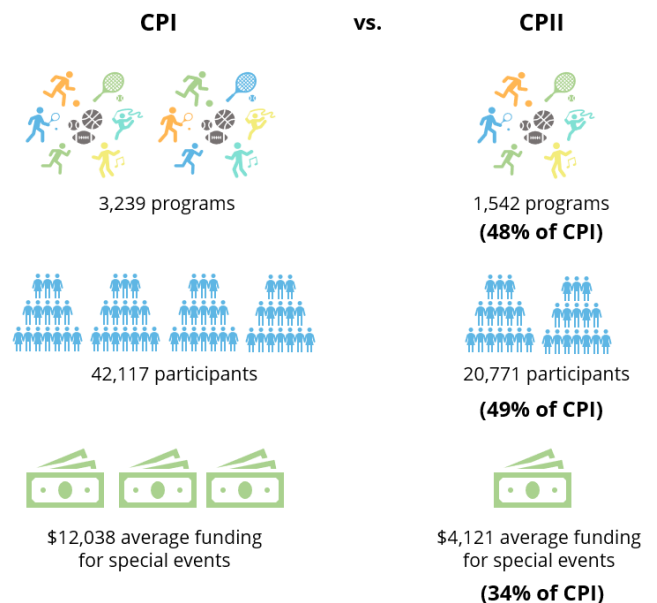 CPI vs. CPII
3,239 programs
1,542 programs
(48% of CPI)
42,117 participants
20,771 participants
(49% of CPI)
$12,038 average funding
for special events
$4,121 average funding
for special events
(34% of CPI)